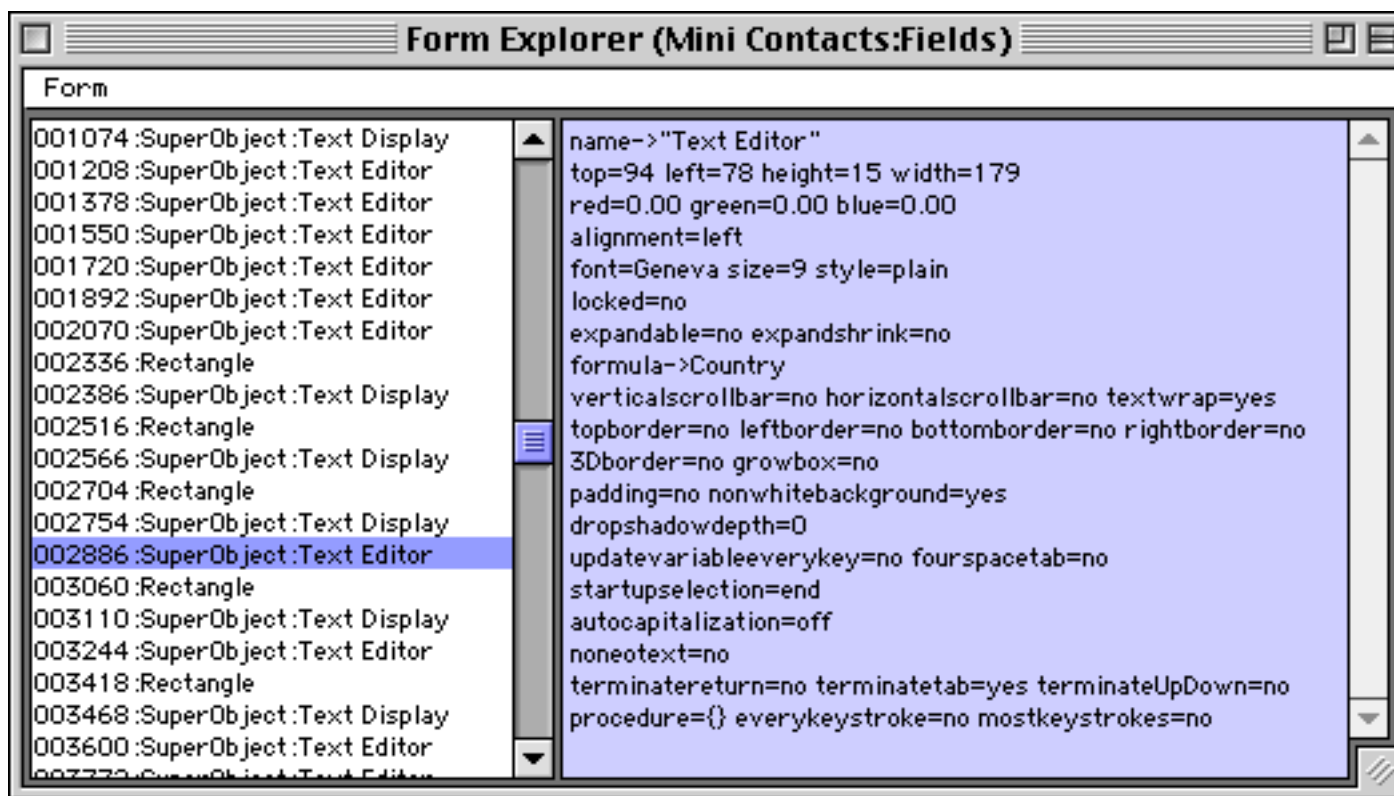 Form Explorer (Mini Contacts:Fields)
Form
001074:SuperObject:Text Display
001208:SuperObject:Text Editor
001378:SuperObject:Text Editor
001550:SuperObject:Text Editor
001720:SuperObject:Text Editor
001892:SuperObject:Text Editor
002070:SuperObject:Text Editor
002336:Rectangle
002386:SuperObject:Text Display
002516:Rectangle
002566:SuperObject:Text Display
002704:Rectangle
002754:SuperObject:Text Display
002886:SuperObject:Text Editor
003060:Rectangle
003110:SuperObject:Text Display
003244:SuperObject:Text Editor
003418:Rectangle
003468:SuperObject:Text Display
003600:SuperObject:Text Editor
name->"Text Editor"
top=94 left=78 height=15 width=179
red=0.00 green=0.00 blue=0.00
alignment=left
font=Geneva size=9 style=plain
locked=no
expandable=no expandshrink=no
formula->Country
verticalscrollbar=no horizontalscrollbar=no textwrap=yes
topborder=no leftborder=no bottomborder=no rightborder=no
3Dborder=no growbox=no
padding=no nonwhitebackground=yes
dropshadowdepth=0
updatevariableeverykey=no fourspacetab=no
startupselection=end
autocapitalization=off
noneotext=no
terminatereturn=no terminatetab=yes terminateUpDown=no
procedure={} everykeystroke=no mostkeystrokes=no